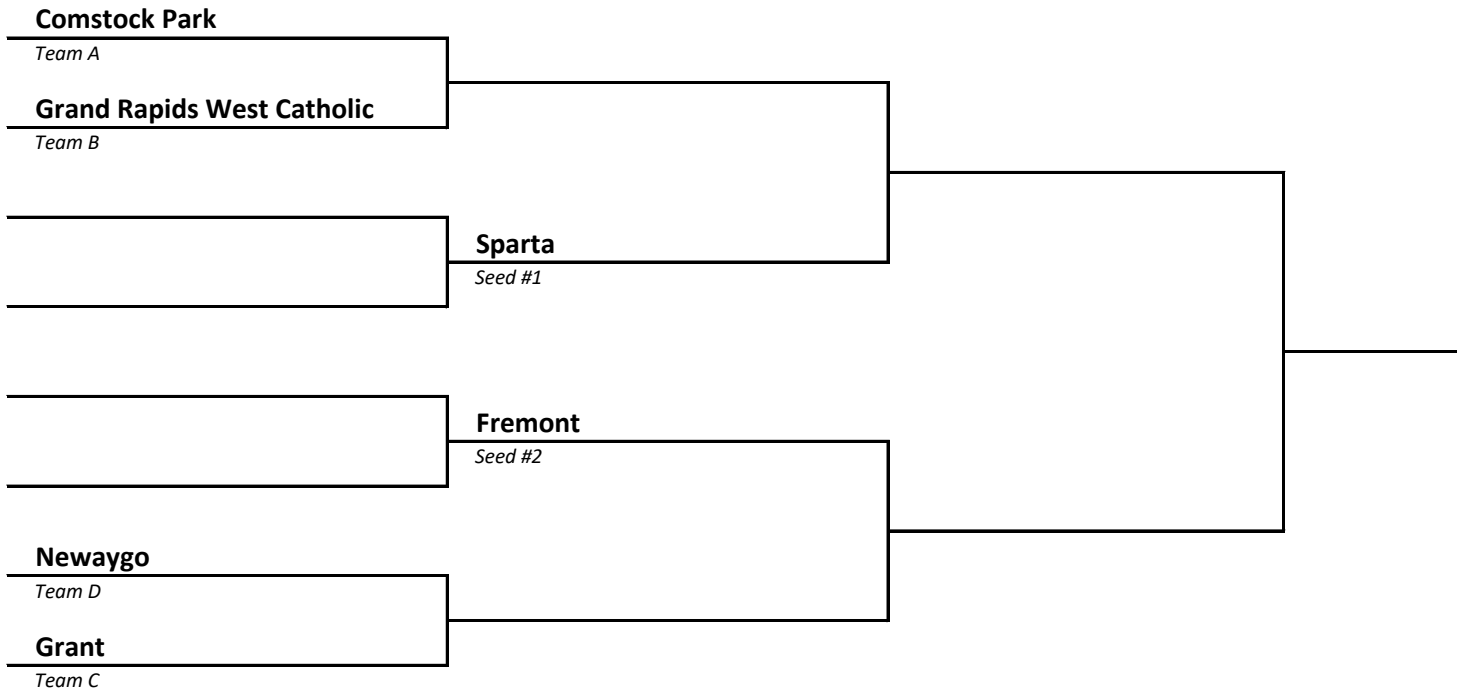 Comstock Park
Team A
Grand Rapids West Catholic
Team B
Sparta
Seed #1
Fremont
Seed #2
Newaygo
Team D
Grant
Team C